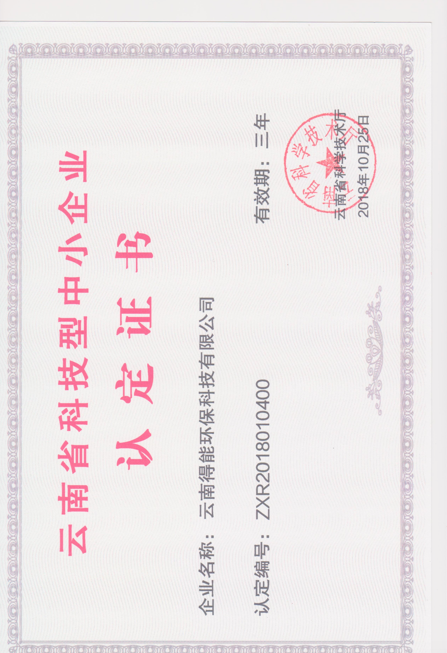 云南省科技型中小企业
认定证书
企业名称：云南得能环保科技有限公司
认定编号：ZXR2018010400
有效期：三年
云南省科学技术厅
2018年10月25日